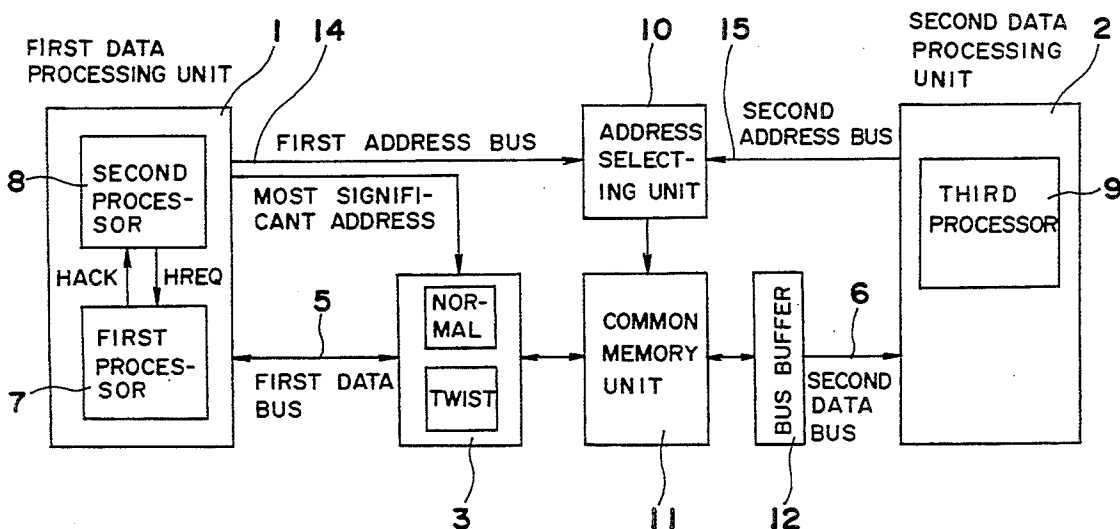 1
14
10
15
2
FIRST DATA
PROCESSING UNIT
SECOND DATA
PROCESSING
UNIT
FIRST ADDRESS BUS
ADDRESS
SELECT-
ING UNIT
SECOND
ADDRESS BUS
8
SECOND
PROCES-
SOR
MOST SIGNIFI-
CANT ADDRESS
THIRD
PROCESSOR
9
HACK
HREQ
7
FIRST
PROCES-
SOR
5
FIRST DATA
BUS
NOR-
MAL
TWIST
3
COMMON
MEMORY
UNIT
11
BUS BUFFER
12
6
SECOND
DATA
BUS